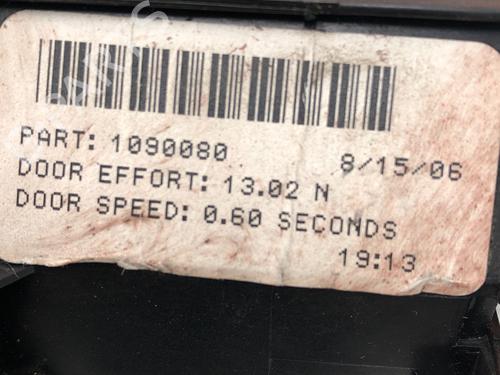 PART: 1090080 8/15/06
DOOR EFFORT: 13.02 N
DOOR SPEED: 0.60 SECONDS
19:13